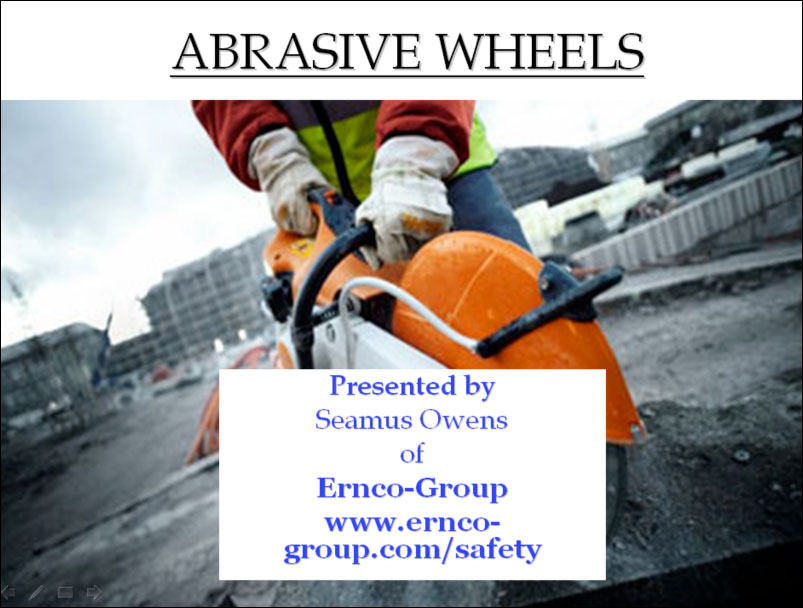 ABRASIVE WHEELS
Presented by
Seamus Owens
of
Ernco-Group
www.ernco-
group.com/safety